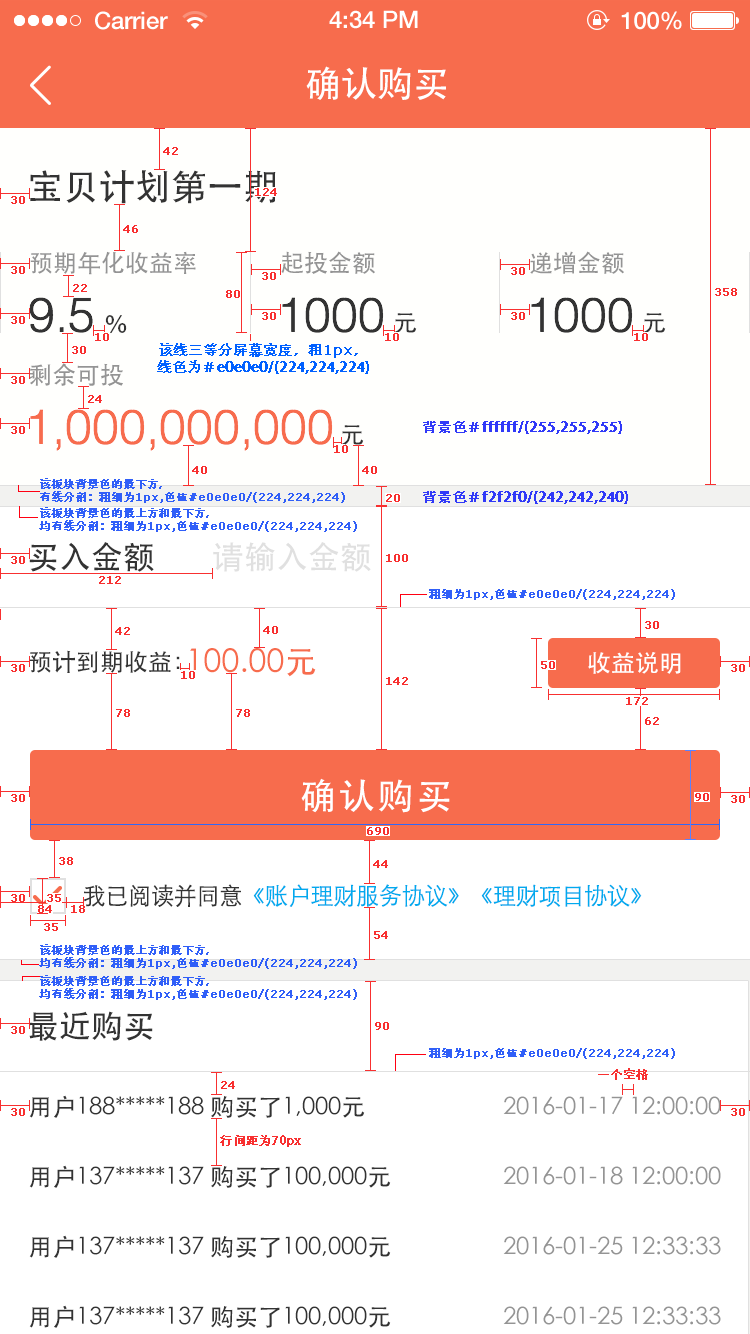 Carrier 4:34 PM 100%
确认购买
42
宝贝计划第一期
30 124
46
预期年化收益率 起投金额 递增金额
30 30 30
22 80 358
9.5 % 1000 元 1000 元
30 10 30 10 30 10
30
该线三等分屏幕宽度，粗1px，
线色为#e0e0e0/(224,224,224)
剩余可投
30
24
1,000,000,000 元
30 10
背景色#ffffff/(255,255,255)
40 40
该板块背景色的最下方，
有线分割：粗细为1px,色值#e0e0e0/(224,224,224)
20 背景色#f2f2f0/(242,242,240)
该板块背景色的最上方和最下方，
均有线分割：粗细为1px,色值#e0e0e0/(224,224,224)
买入金额 请输入金额
30 100
212
粗细为1px,色值#e0e0e0/(224,224,224)
42 40 30
预计到期收益: 100.00元 收益说明
30 10 50 30
142
172
78 78 62
确认购买
30 90 30
690
38 44
我已阅读并同意《账户理财服务协议》《理财项目协议》
30 35 84 18
35
54
该板块背景色的最上方和最下方，
均有线分割：粗细为1px,色值#e0e0e0/(224,224,224)
该板块背景色的最上方和最下方，
均有线分割：粗细为1px,色值#e0e0e0/(224,224,224)
最近购买
30 90
粗细为1px,色值#e0e0e0/(224,224,224)
24 一个空格
用户188*****188 购买了1,000元 2016-01-17 12:00:00
30 30
行间距为70px
用户137*****137 购买了100,000元 2016-01-18 12:00:00
用户137*****137 购买了100,000元 2016-01-25 12:33:33
用户137*****137 购买了100,000元 2016-01-25 12:33:33